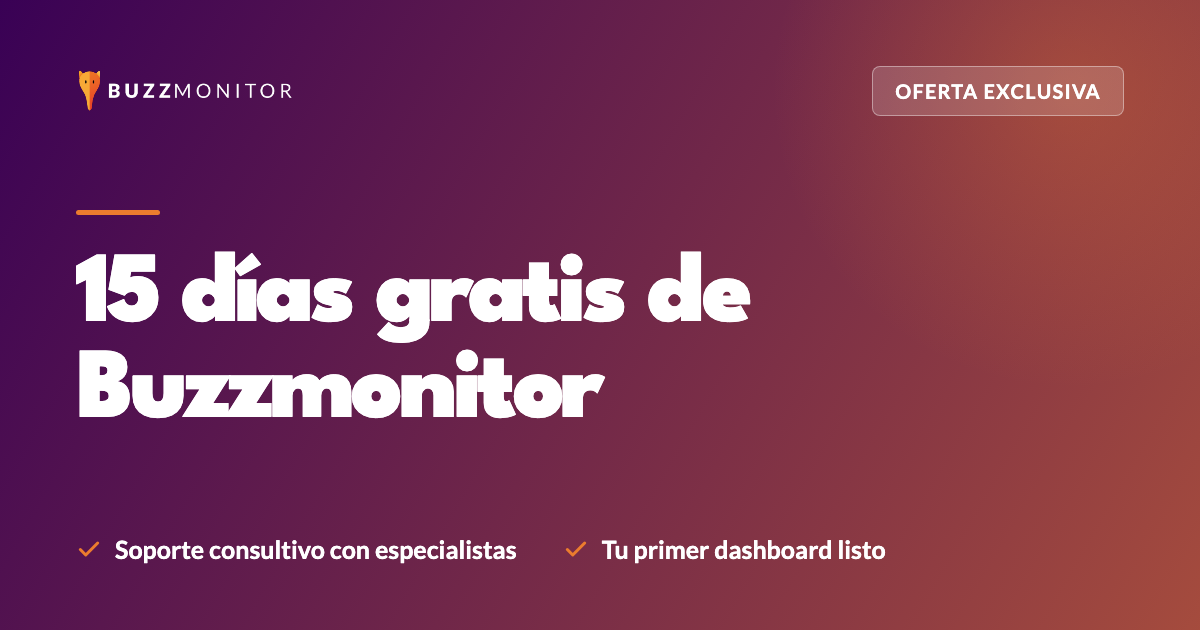 BUZZMONITOR
OFERTA EXCLUSIVA
15 días gratis de
Buzzmonitor
Soporte consultivo con especialistas
Tu primer dashboard listo